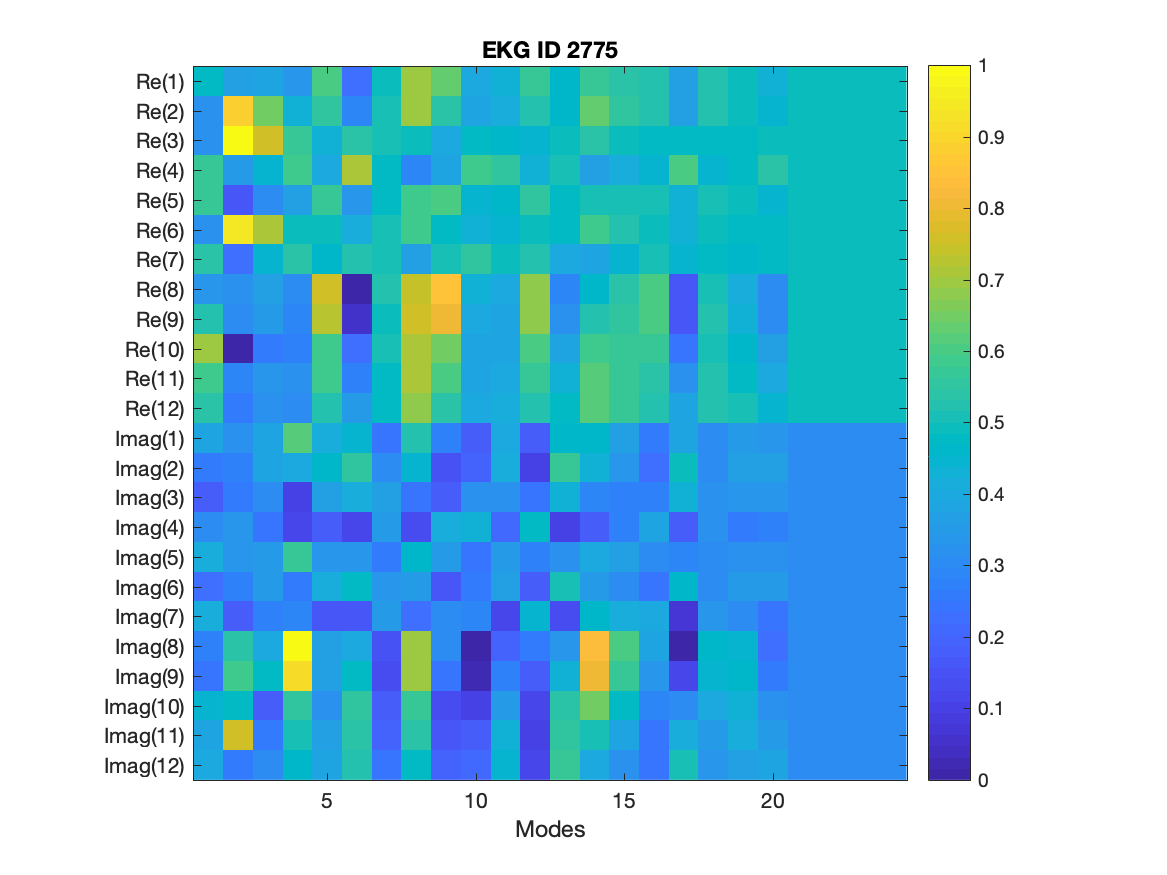 EKG ID 2775
Re(1)
Re(2)
Re(3)
Re(4)
Re(5)
Re(6)
Re(7)
Re(8)
Re(9)
Re(10)
Re(11)
Re(12)
Imag(1)
Imag(2)
Imag(3)
Imag(4)
Imag(5)
Imag(6)
Imag(7)
Imag(8)
Imag(9)
Imag(10)
Imag(11)
Imag(12)
5 10 15 20
Modes
1
0.9
0.8
0.7
0.6
0.5
0.4
0.3
0.2
0.1
0